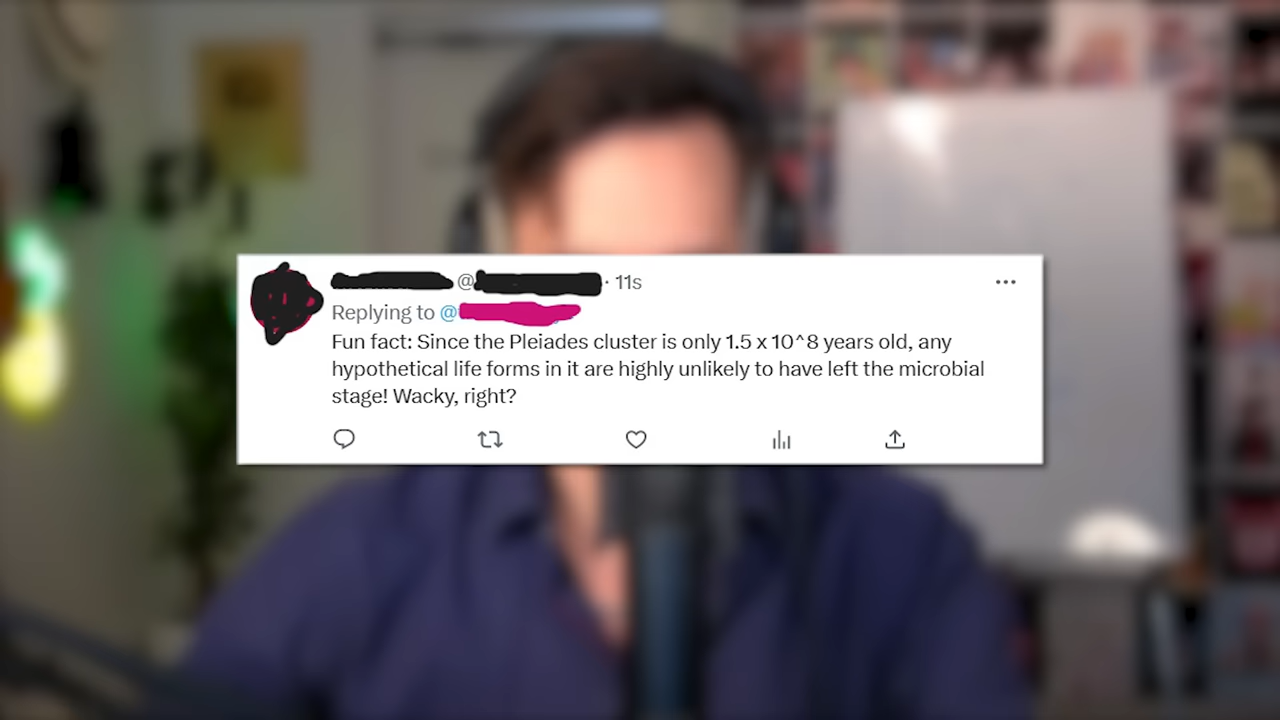 @ · 11s
Replying to @
Fun fact: Since the Pleiades cluster is only 1.5 x 10^8 years old, any
hypothetical life forms in it are highly unlikely to have left the microbial
stage! Wacky, right?